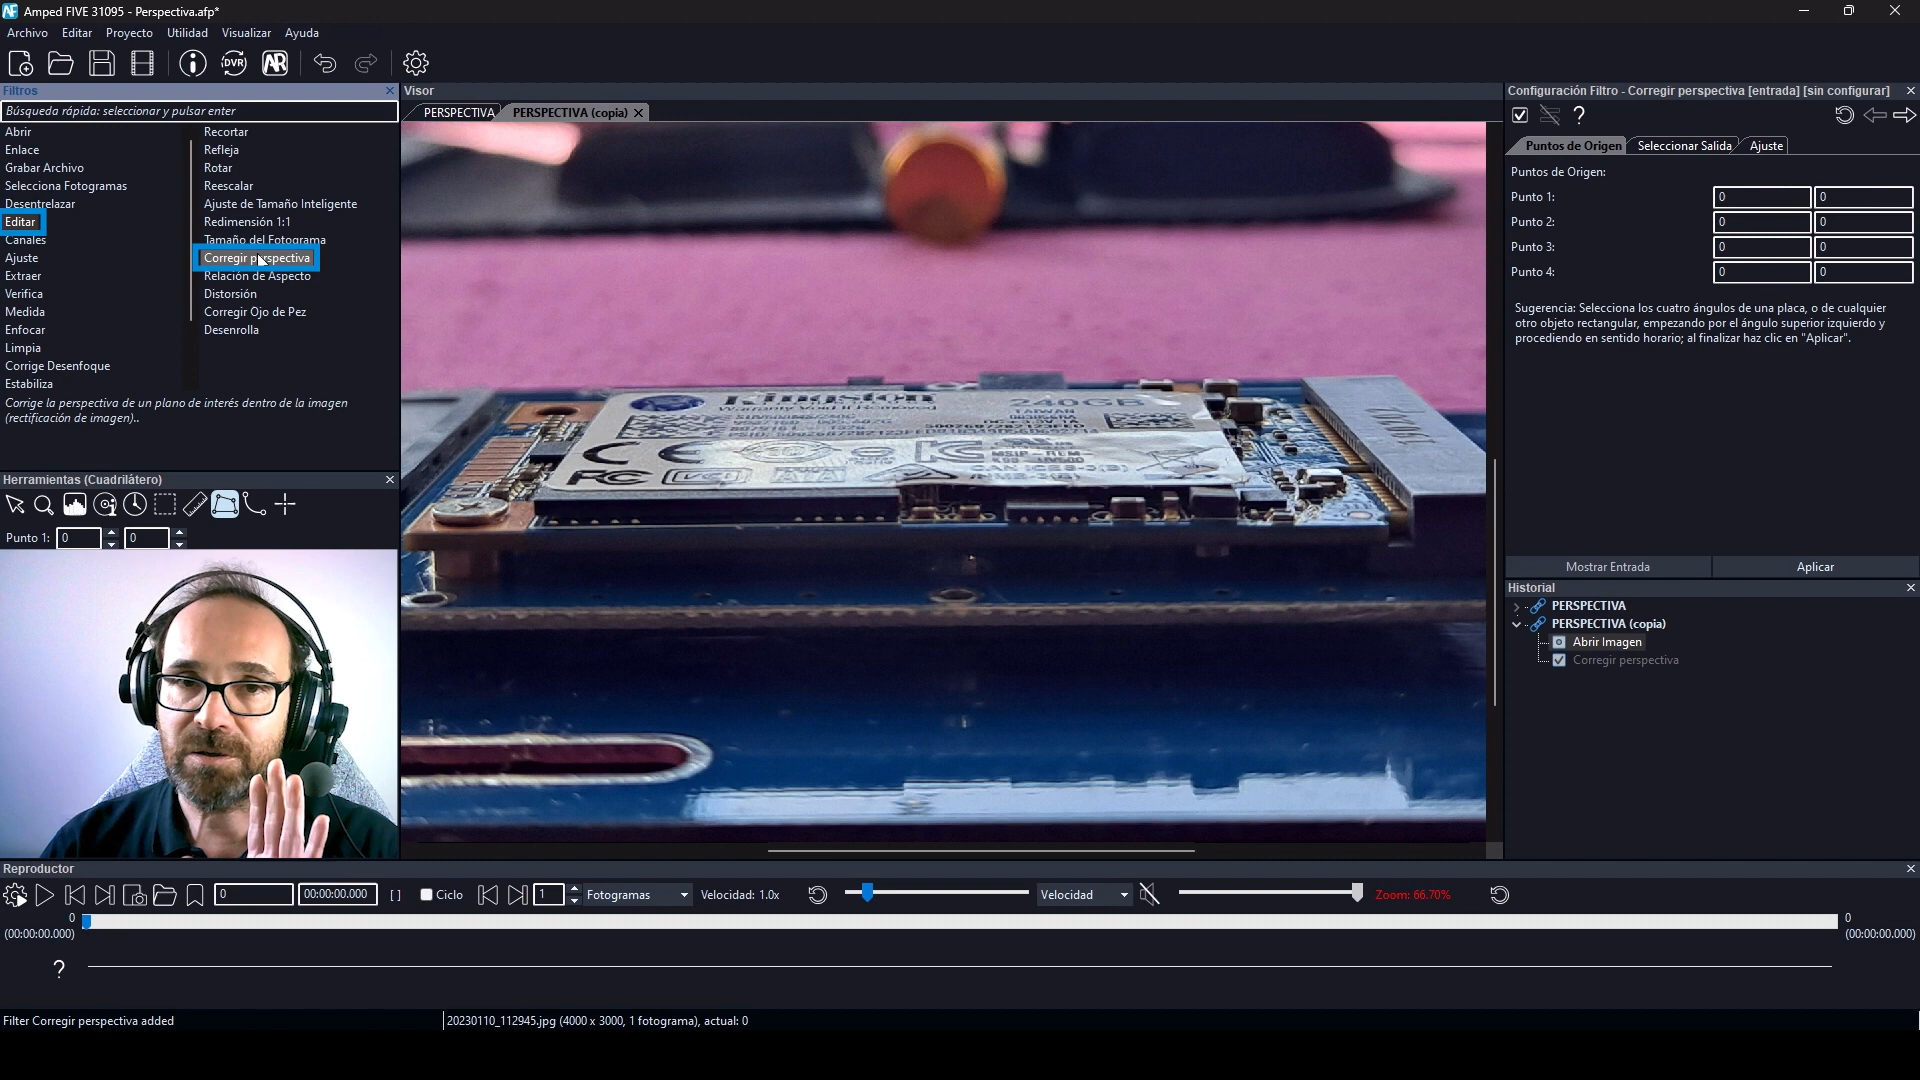 Amped FIVE 31095 - Perspectiva.afp*
Archivo Editar Proyecto Utilidad Visualizar Ayuda
DVR AR
Filtros
Búsqueda rápida: seleccionar y pulsar enter
Abrir
Enlace
Grabar Archivo
Selecciona Fotogramas
Desentrelazar
Editar
Canales
Ajuste
Extraer
Verifica
Medida
Enfocar
Limpia
Corrige Desenfoque
Estabiliza
Recortar
Refleja
Rotar
Reescalar
Ajuste de Tamaño Inteligente
Redimensión 1:1
Tamaño del Fotograma
Corregir perspectiva
Relación de Aspecto
Distorsión
Corregir Ojo de Pez
Desenrolla
Corrige la perspectiva de un plano de interés dentro de la imagen
(rectificación de imagen)..
Herramientas (Cuadrilátero)
Punto 1: 0 0
Visor
PERSPECTIVA PERSPECTIVA (copia)
Kingston
Warranty Void If Removed
240GB
TAIWAN
FC
Configuración Filtro - Corregir perspectiva [entrada] [sin configurar]
?
Puntos de Origen Seleccionar Salida Ajuste
Puntos de Origen:
Punto 1: 0 0
Punto 2: 0 0
Punto 3: 0 0
Punto 4: 0 0
Sugerencia: Selecciona los cuatro ángulos de una placa, o de cualquier
otro objeto rectangular, empezando por el ángulo superior izquierdo y
procediendo en sentido horario; al finalizar haz clic en "Aplicar".
Mostrar Entrada Aplicar
Historial
PERSPECTIVA
PERSPECTIVA (copia)
Abrir Imagen
Corregir perspectiva
Reproductor
0 00:00:00.000 [ ] Ciclo 1 Fotogramas Velocidad: 1.0x Velocidad Zoom: 66.70%
0
(00:00:00.000)
0
(00:00:00.000)
?
Filter Corregir perspectiva added
20230110_112945.jpg (4000 x 3000, 1 fotograma), actual: 0